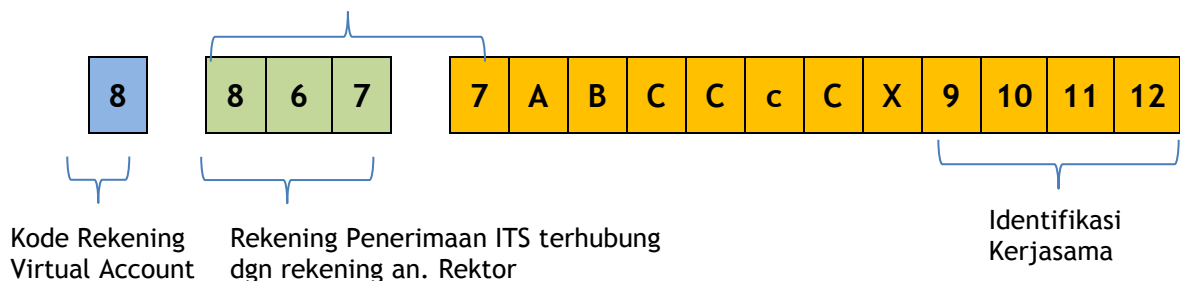 8 8 6 7 7 A B C C c C X 9 10 11 12
Kode Rekening
Virtual Account
Rekening Penerimaan ITS terhubung
dgn rekening an. Rektor
Identifikasi
Kerjasama